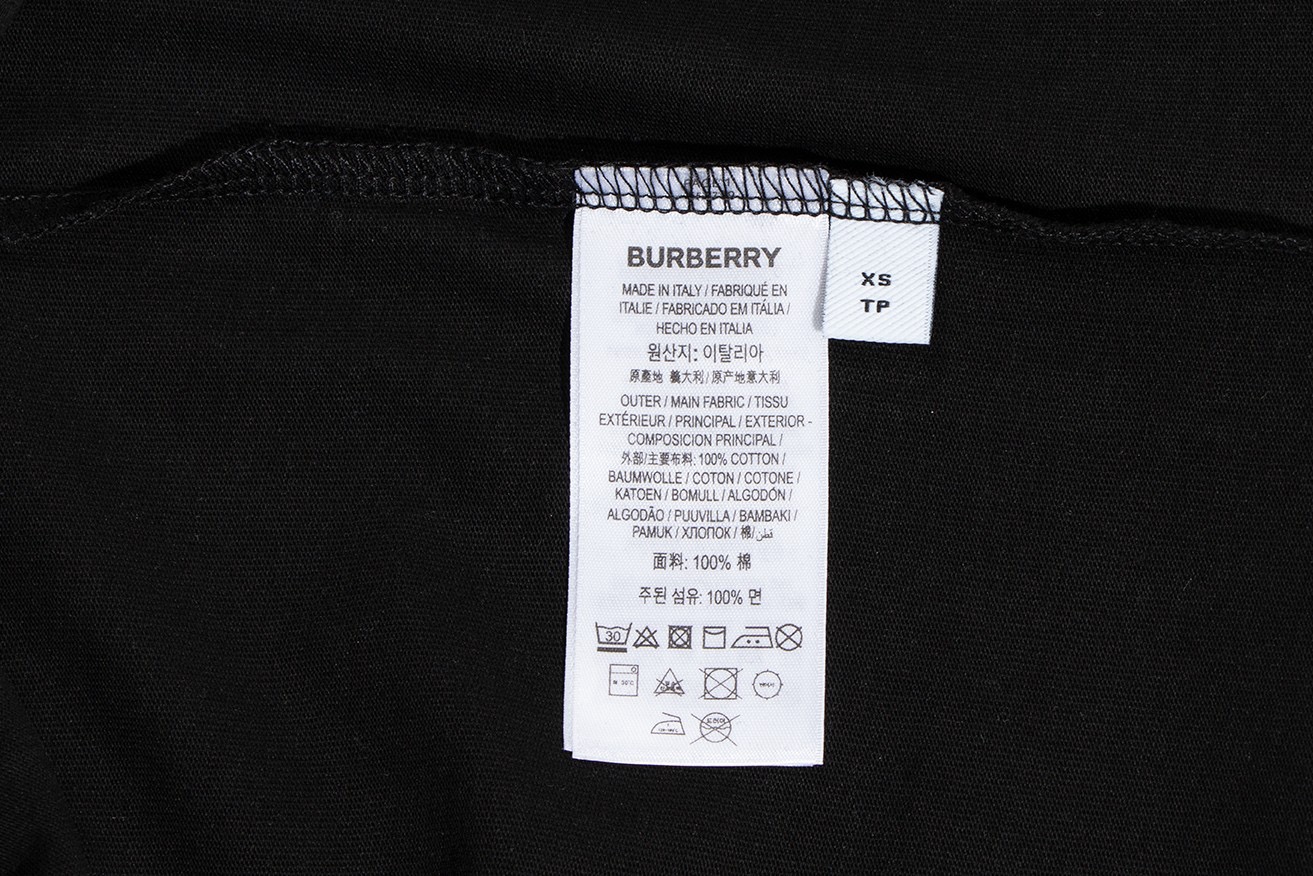 BURBERRY
MADE IN ITALY / FABRIQUÉ EN
ITALIE / FABRICADO EM ITÁLIA /
HECHO EN ITALIA
원산지: 이탈리아
原產地 義大利 / 原产地意大利
OUTER / MAIN FABRIC / TISSU
EXTÉRIEUR / PRINCIPAL / EXTERIOR -
COMPOSICION PRINCIPAL /
外部/主要布料: 100% COTTON /
BAUMWOLLE / COTON / COTONE /
KATOEN / BOMULL / ALGODÓN /
ALGODÃO / PUUVILLA / BAMBAKI /
PAMUK / ХЛОПОК / 棉/قطن
面料: 100% 棉
주된 섬유: 100% 면
30
XS
TP